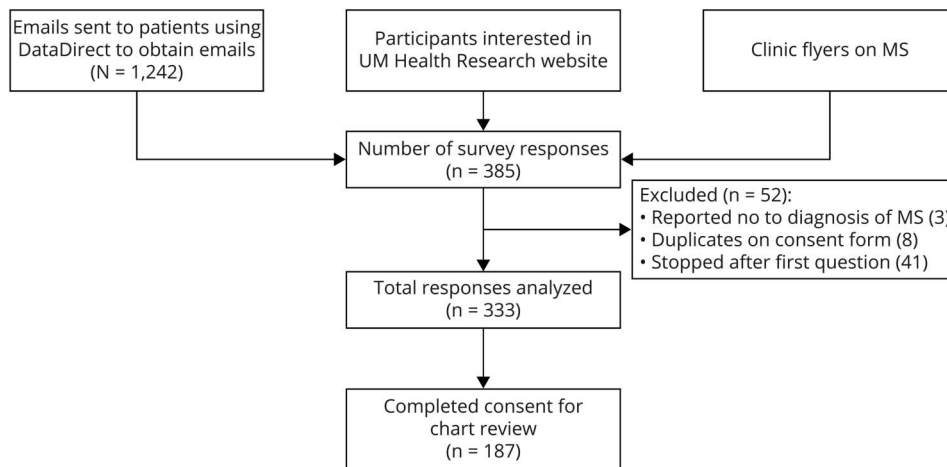 Emails sent to patients using
DataDirect to obtain emails
(N = 1,242)
Participants interested in
UM Health Research website
Clinic flyers on MS
Number of survey responses
(n = 385)
Excluded (n = 52):
• Reported no to diagnosis of MS (3)
• Duplicates on consent form (8)
• Stopped after first question (41)
Total responses analyzed
(n = 333)
Completed consent for
chart review
(n = 187)